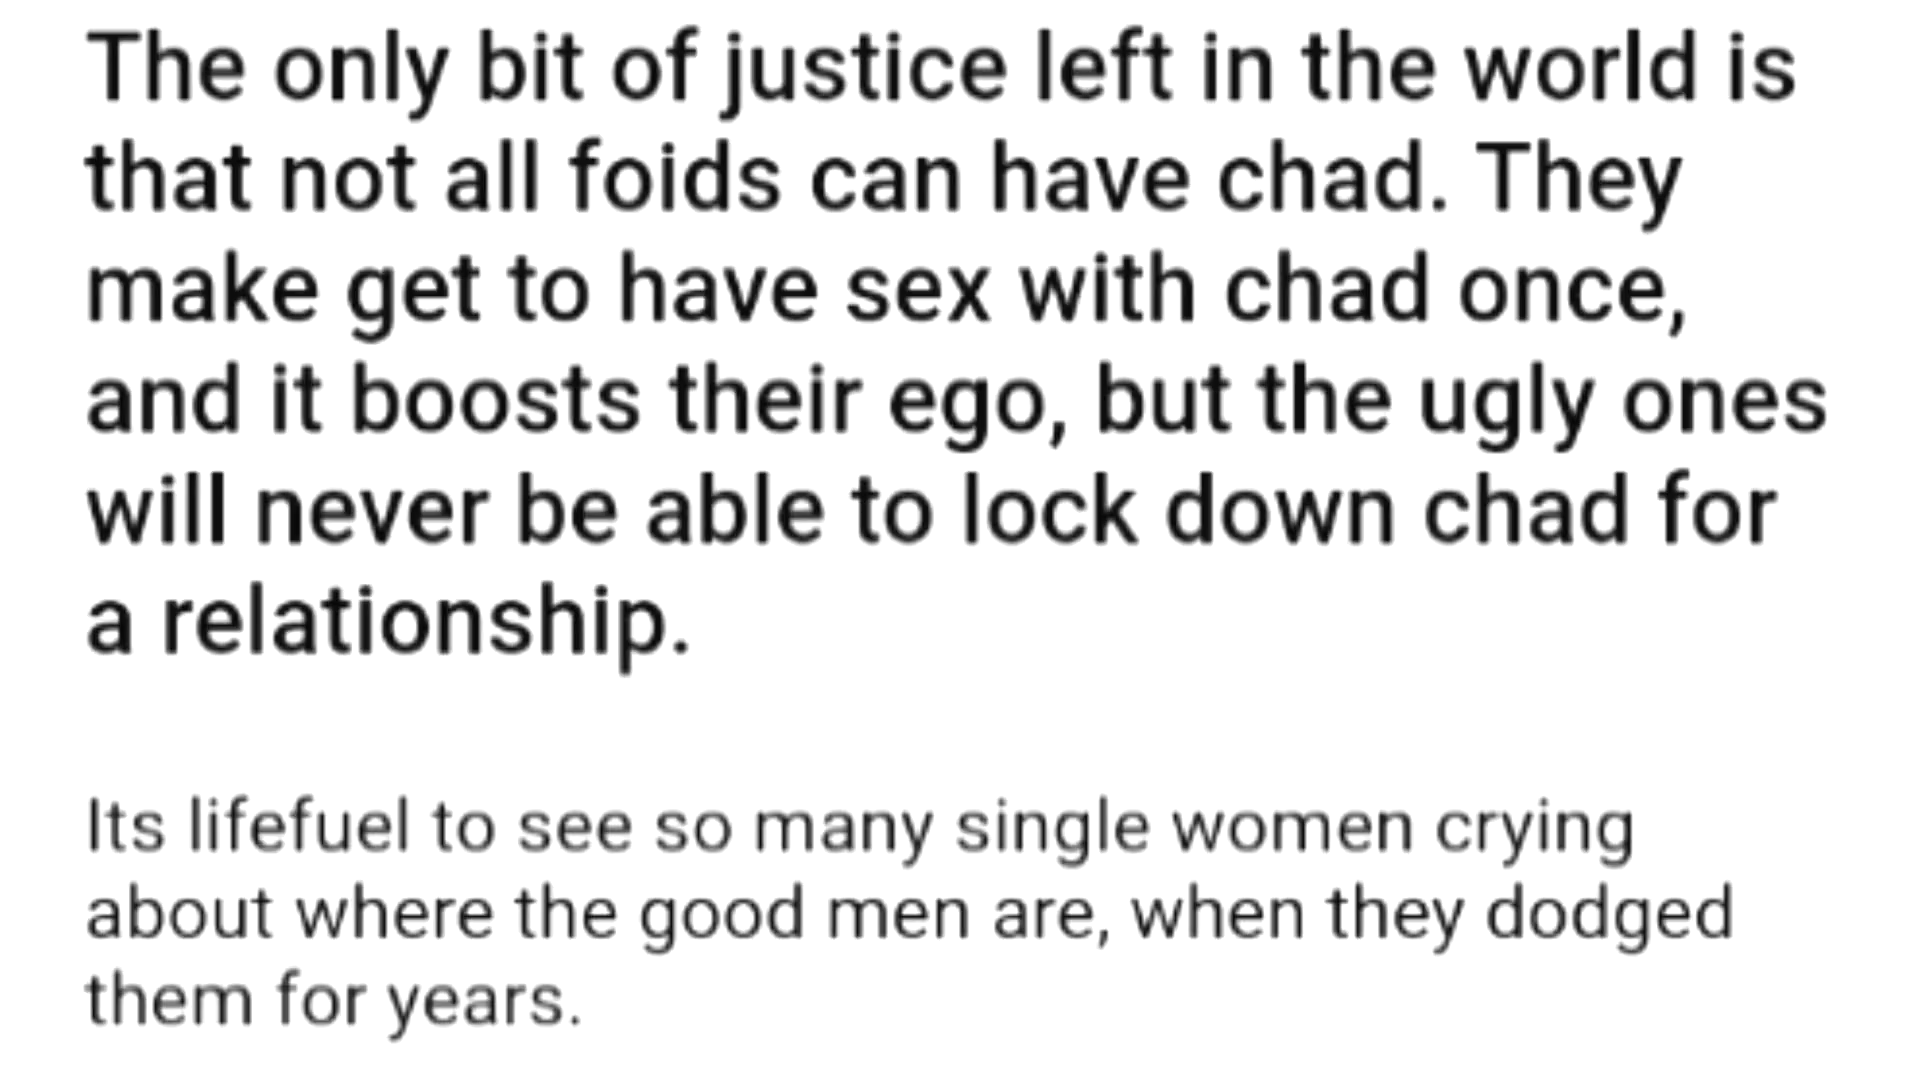 The only bit of justice left in the world is
that not all foids can have chad. They
make get to have sex with chad once,
and it boosts their ego, but the ugly ones
will never be able to lock down chad for
a relationship.
Its lifefuel to see so many single women crying
about where the good men are, when they dodged
them for years.